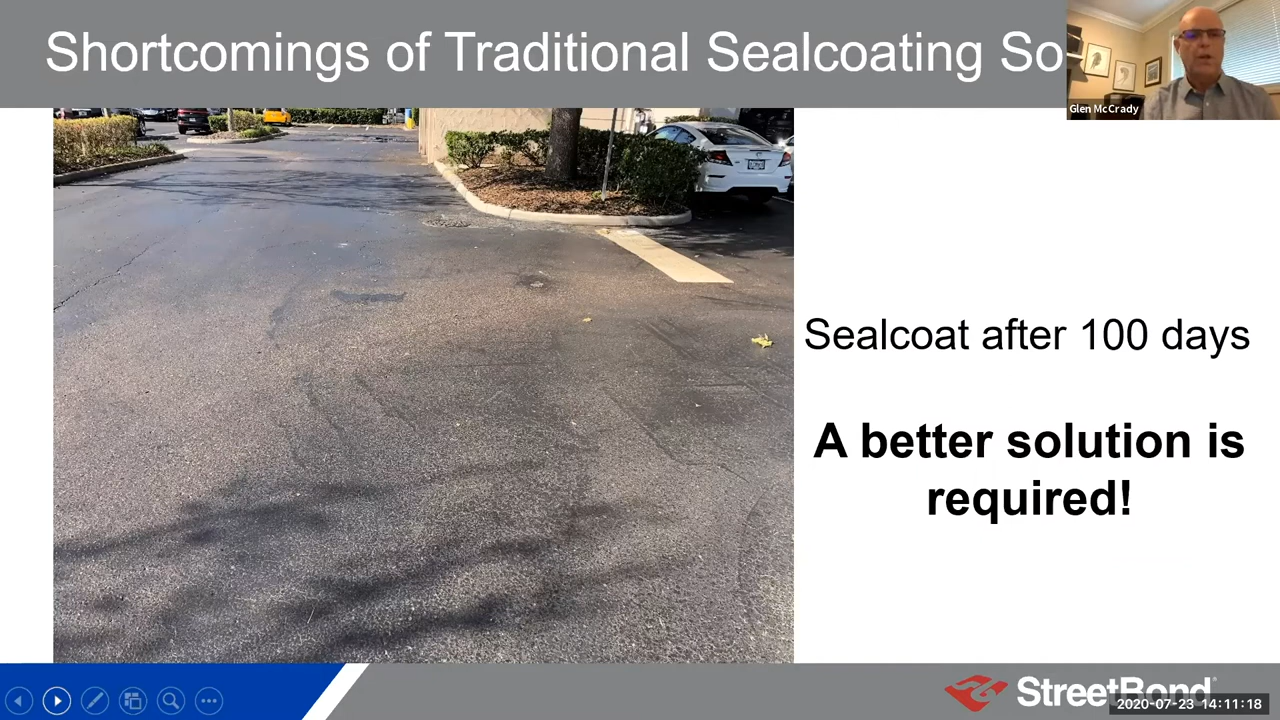 Shortcomings of Traditional Sealcoating So
Glen McCrady
Sealcoat after 100 days
A better solution is
required!
StreetBond
2020-07-23 14:11:18